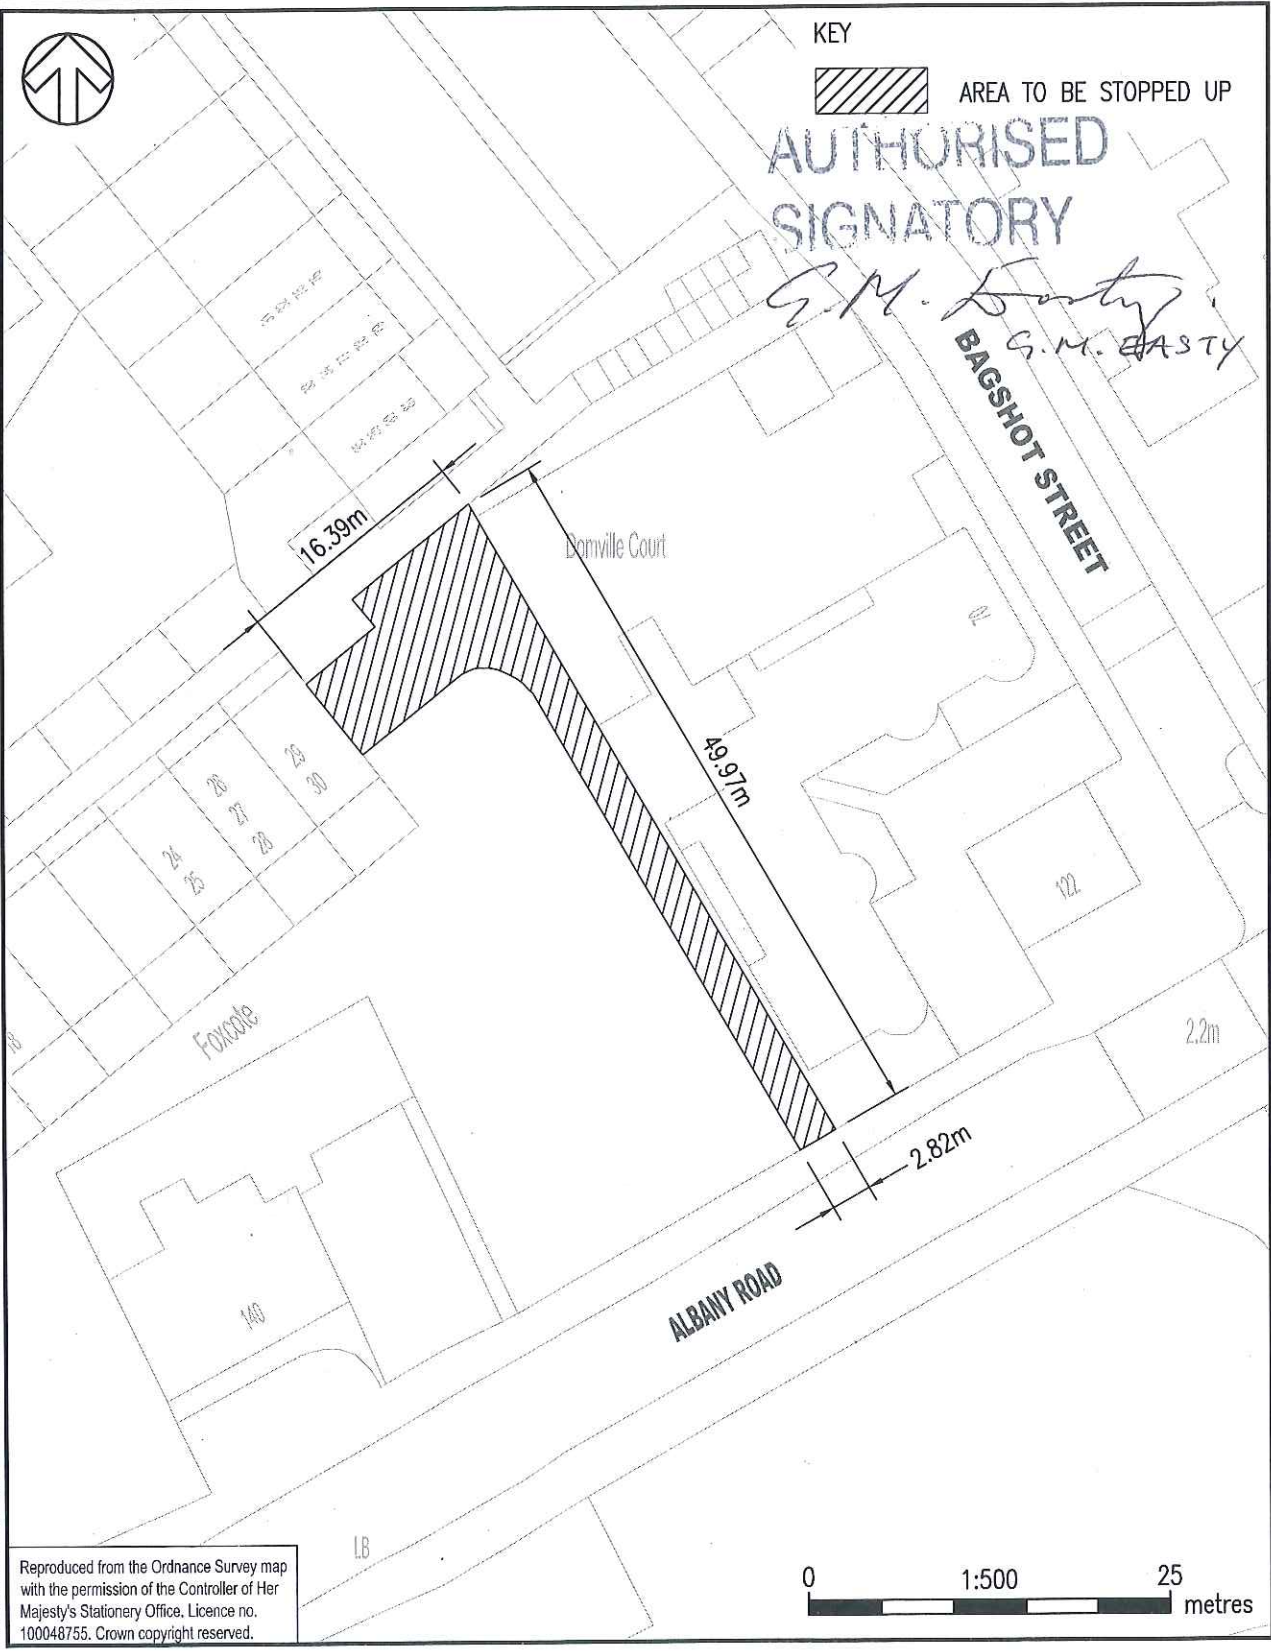 KEY
AREA TO BE STOPPED UP
AUTHORISED
SIGNATORY
G.M. Easty.
G.M. EASTY
BAGSHOT STREET
16.39m
Domville Court
70
49.97m
29
30
26
27
28
24
25
18
122
Foxcote
2.2m
2.82m
140
ALBANY ROAD
LB
Reproduced from the Ordnance Survey map
with the permission of the Controller of Her
Majesty's Stationery Office. Licence no.
100048755. Crown copyright reserved.
0 1:500 25
metres